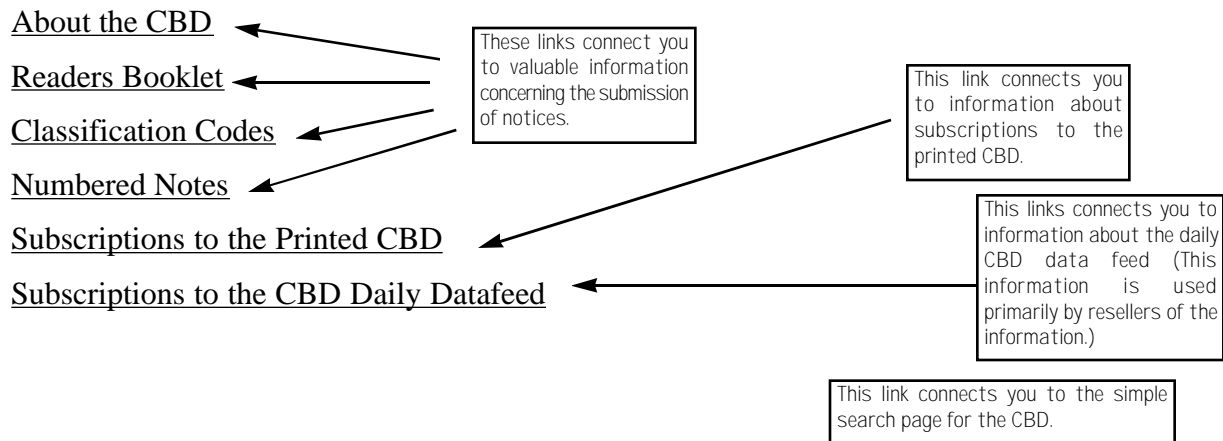 About the CBD
Readers Booklet
Classification Codes
Numbered Notes
Subscriptions to the Printed CBD
Subscriptions to the CBD Daily Datafeed
These links connect you
to valuable information
concerning the submission
of notices.
This link connects you
to information about
subscriptions to the
printed CBD.
This links connects you to
information about the daily
CBD data feed (This
information is used
primarily by resellers of the
information.)
This link connects you to the simple
search page for the CBD.